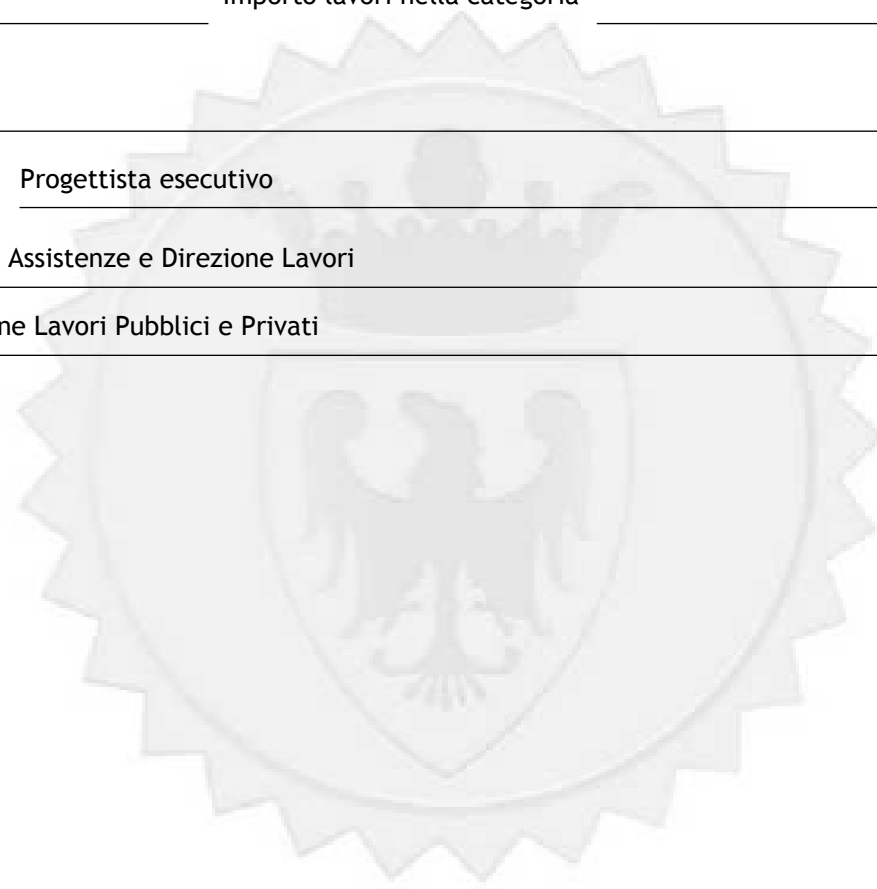 Importo lavori nella categoria
Progettista esecutivo
Assistenze e Direzione Lavori
ne Lavori Pubblici e Privati